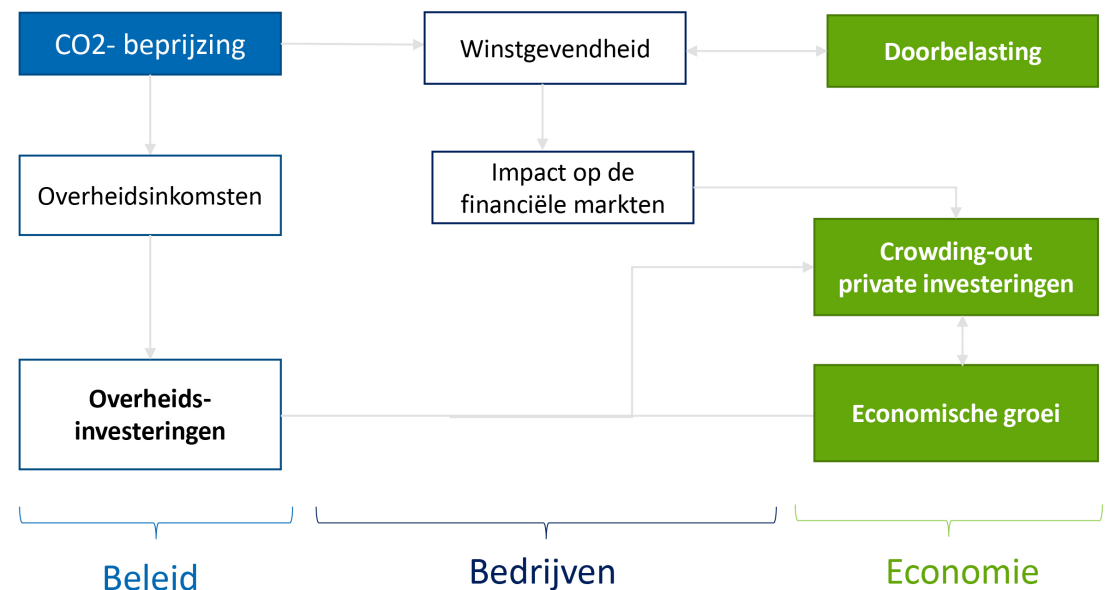 CO2- beprijzing
Winstgevendheid
Doorbelasting
Overheidsinkomsten
Impact op de
financiële markten
Crowding-out
private investeringen
Overheids-
investeringen
Economische groei
Beleid
Bedrijven
Economie